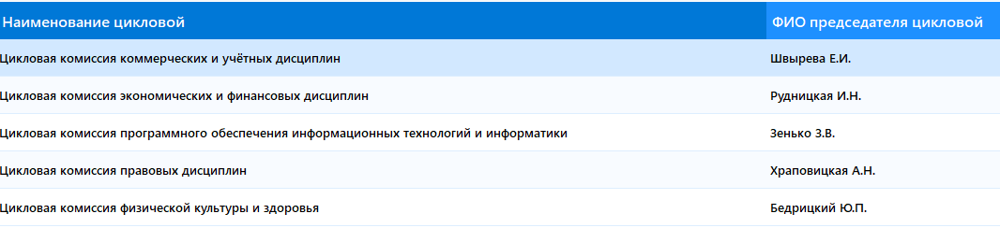 Наименование цикловой ФИО председателя цикловой
Цикловая комиссия коммерческих и учётных дисциплин Швырева Е.И.
Цикловая комиссия экономических и финансовых дисциплин Рудницкая И.Н.
Цикловая комиссия программного обеспечения информационных технологий и информатики Зенько З.В.
Цикловая комиссия правовых дисциплин Храповицкая А.Н.
Цикловая комиссия физической культуры и здоровья Бедрицкий Ю.П.